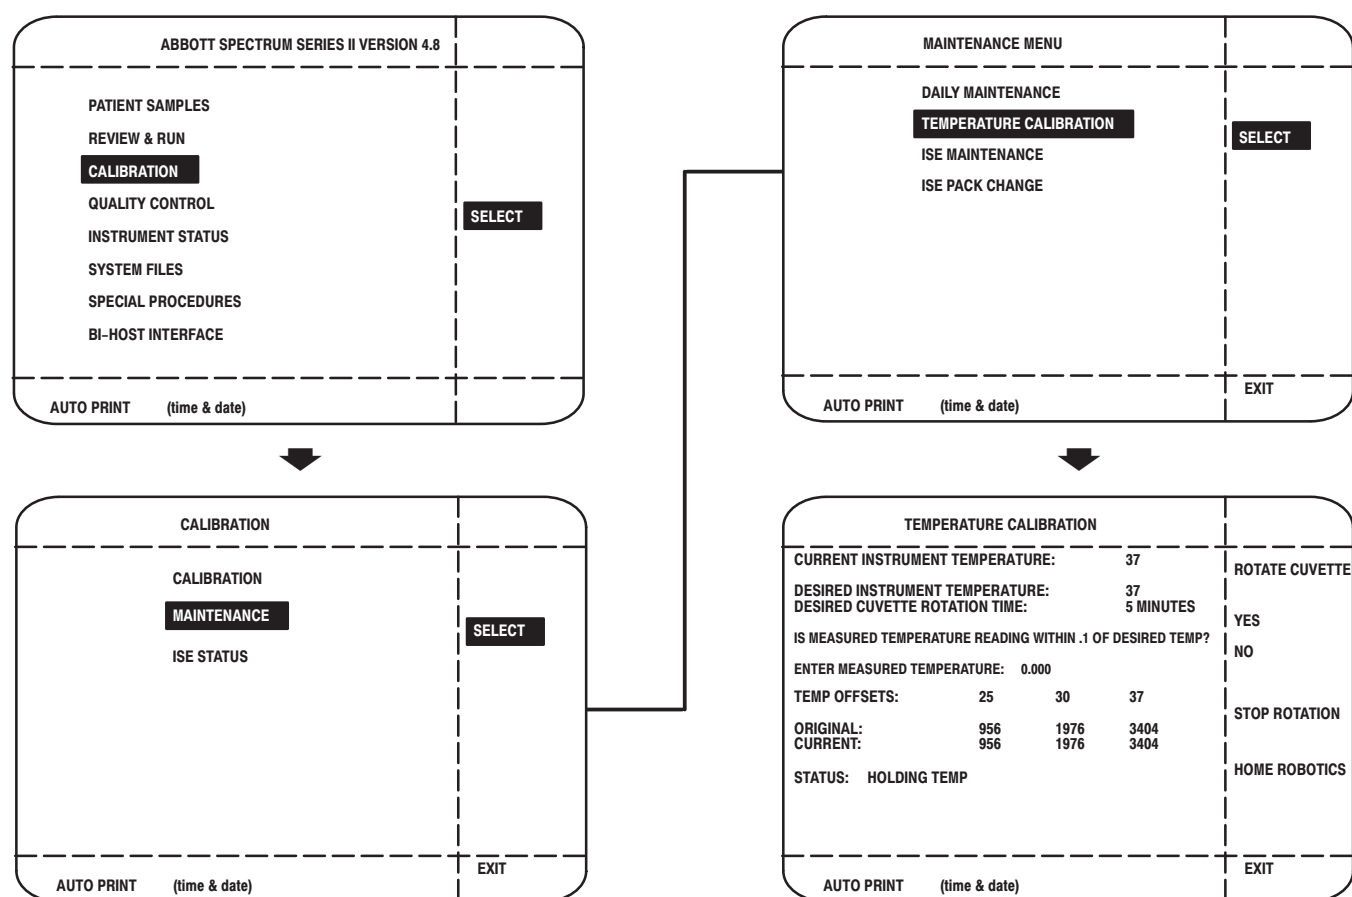 ABBOTT SPECTRUM SERIES II VERSION 4.8
PATIENT SAMPLES
REVIEW & RUN
CALIBRATION
QUALITY CONTROL
SELECT
INSTRUMENT STATUS
SYSTEM FILES
SPECIAL PROCEDURES
BI-HOST INTERFACE
AUTO PRINT (time & date)
CALIBRATION
CALIBRATION
MAINTENANCE
SELECT
ISE STATUS
EXIT
AUTO PRINT (time & date)
MAINTENANCE MENU
DAILY MAINTENANCE
TEMPERATURE CALIBRATION
SELECT
ISE MAINTENANCE
ISE PACK CHANGE
EXIT
AUTO PRINT (time & date)
TEMPERATURE CALIBRATION
CURRENT INSTRUMENT TEMPERATURE: 37
ROTATE CUVETTE
DESIRED INSTRUMENT TEMPERATURE: 37
DESIRED CUVETTE ROTATION TIME: 5 MINUTES
YES
IS MEASURED TEMPERATURE READING WITHIN .1 OF DESIRED TEMP?
NO
ENTER MEASURED TEMPERATURE: 0.000
TEMP OFFSETS: 25 30 37
STOP ROTATION
ORIGINAL: 956 1976 3404
CURRENT: 956 1976 3404
HOME ROBOTICS
STATUS: HOLDING TEMP
EXIT
AUTO PRINT (time & date)